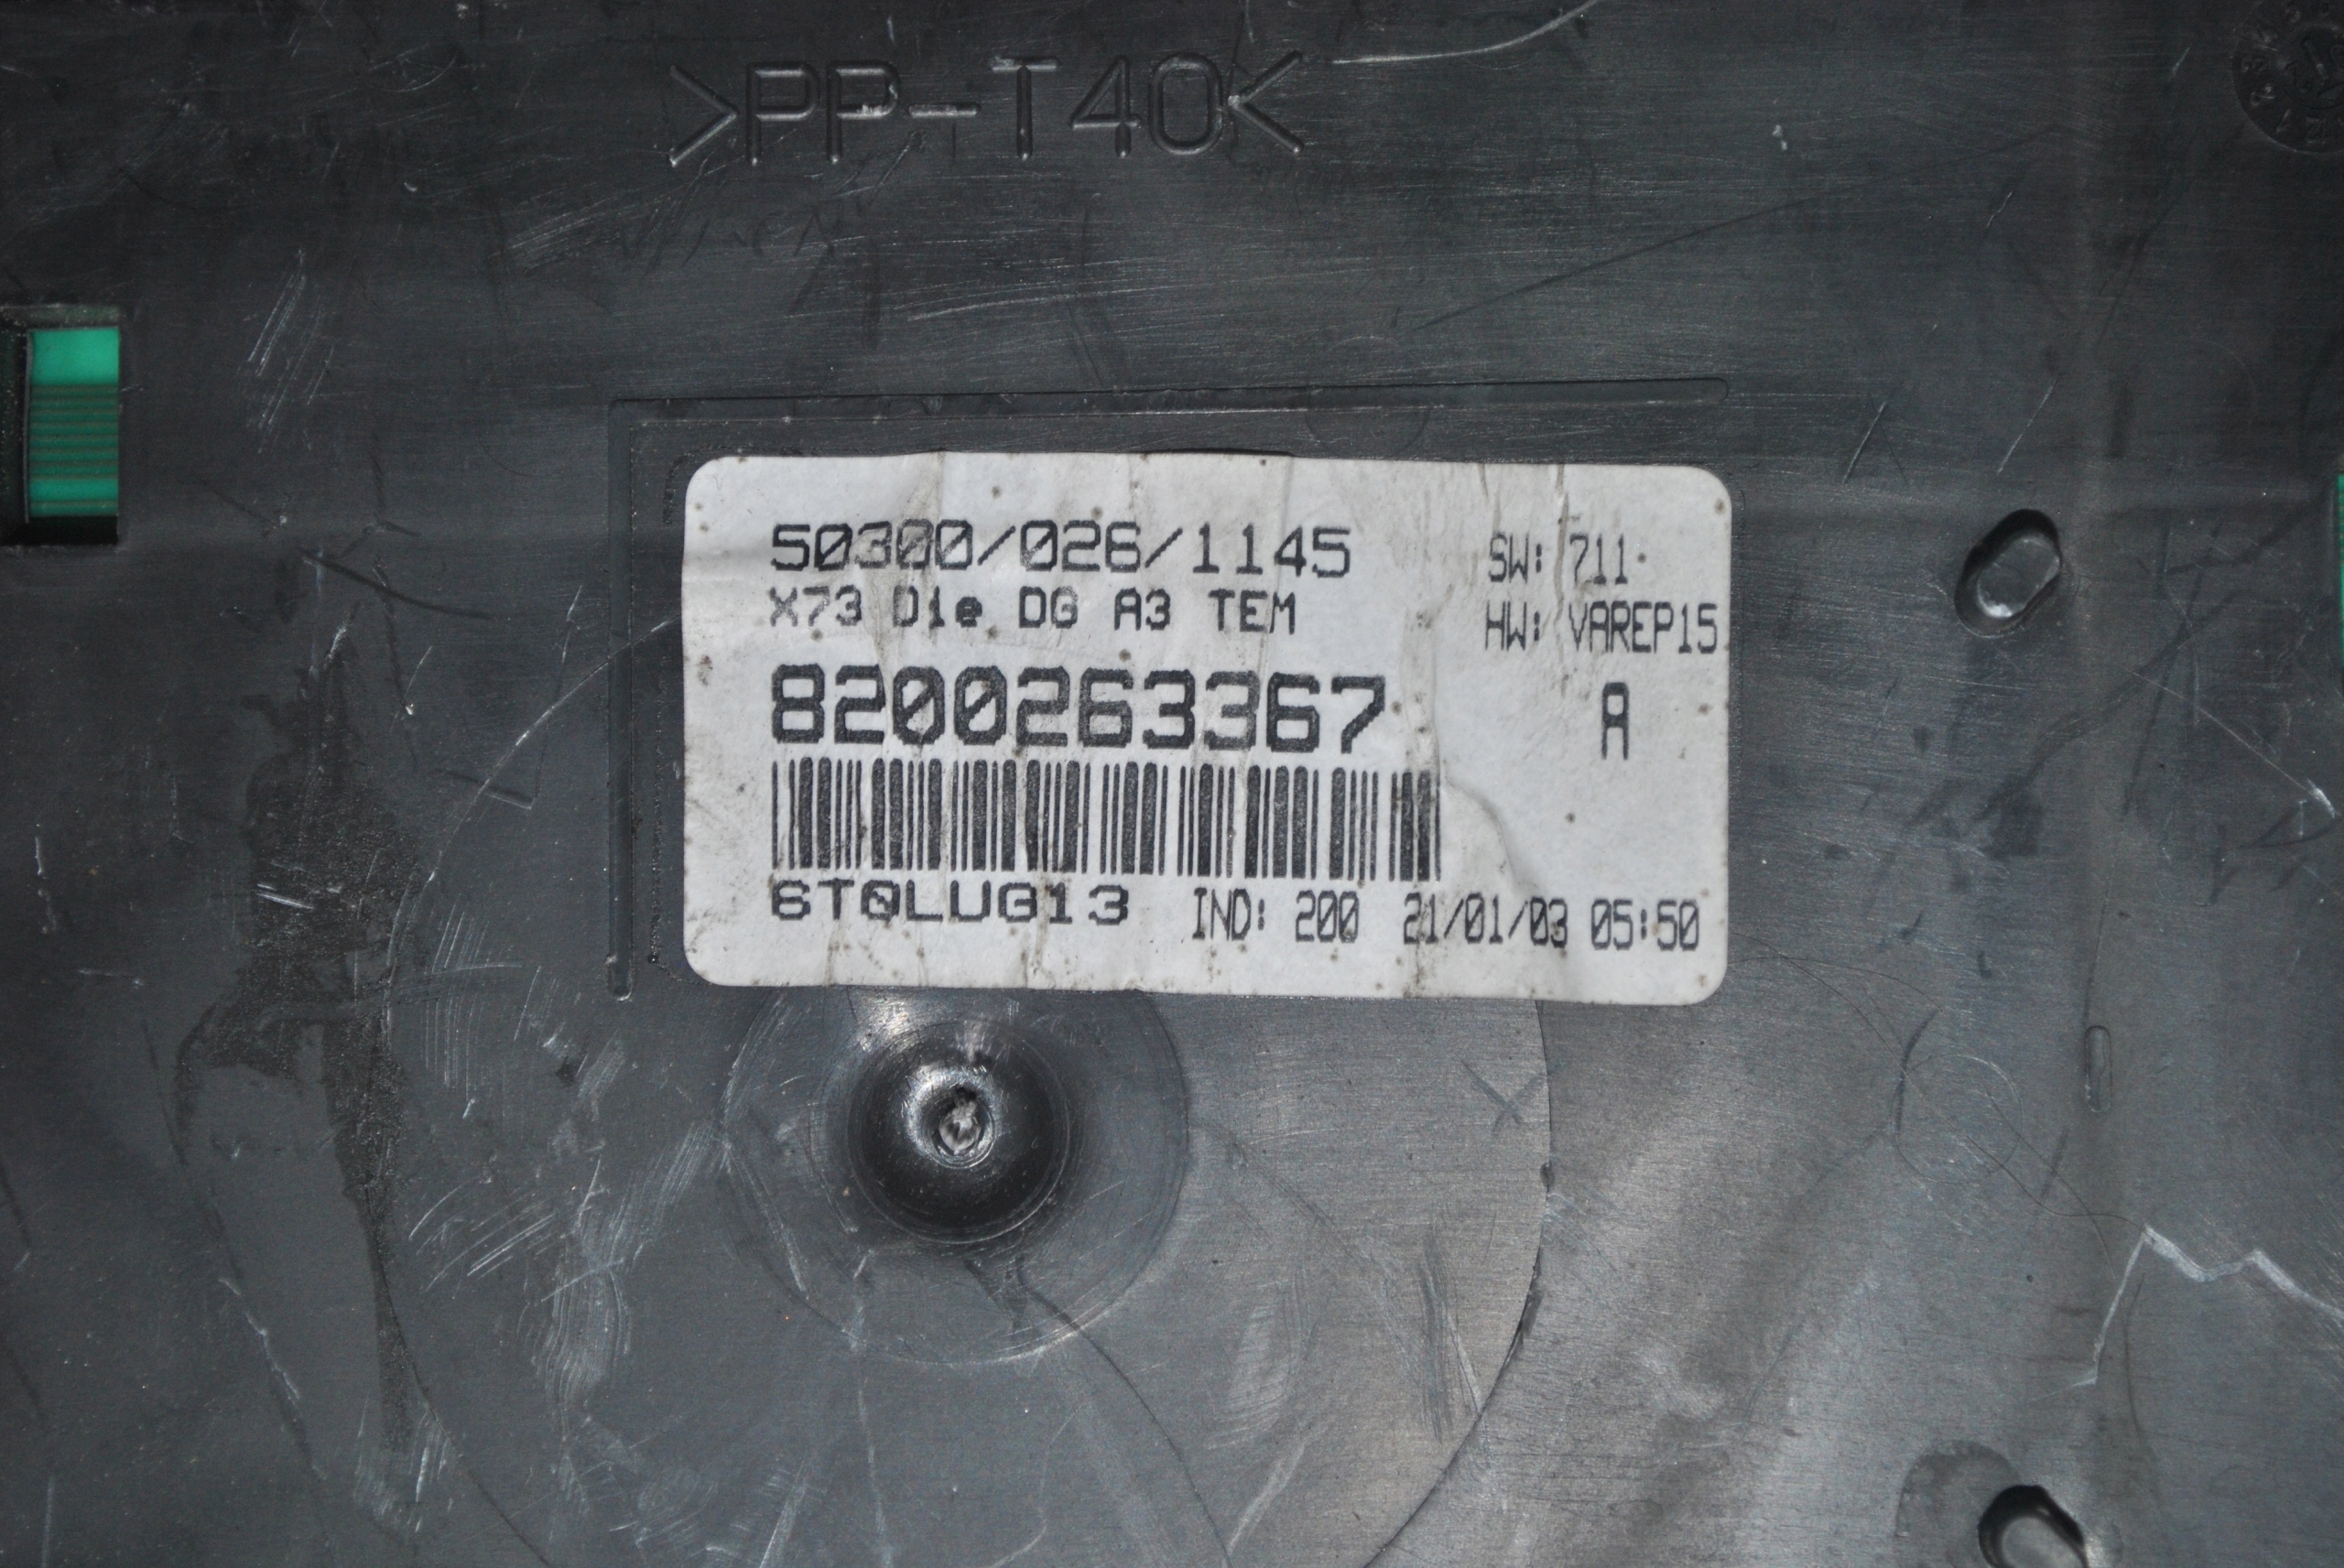 >PP-T40<
50300/026/1145
SW: 711
X73 Die DG A3 TEM
HW: VAREP15
8200263367
A
6TQLUG13 IND: 200 21/01/03 05:50